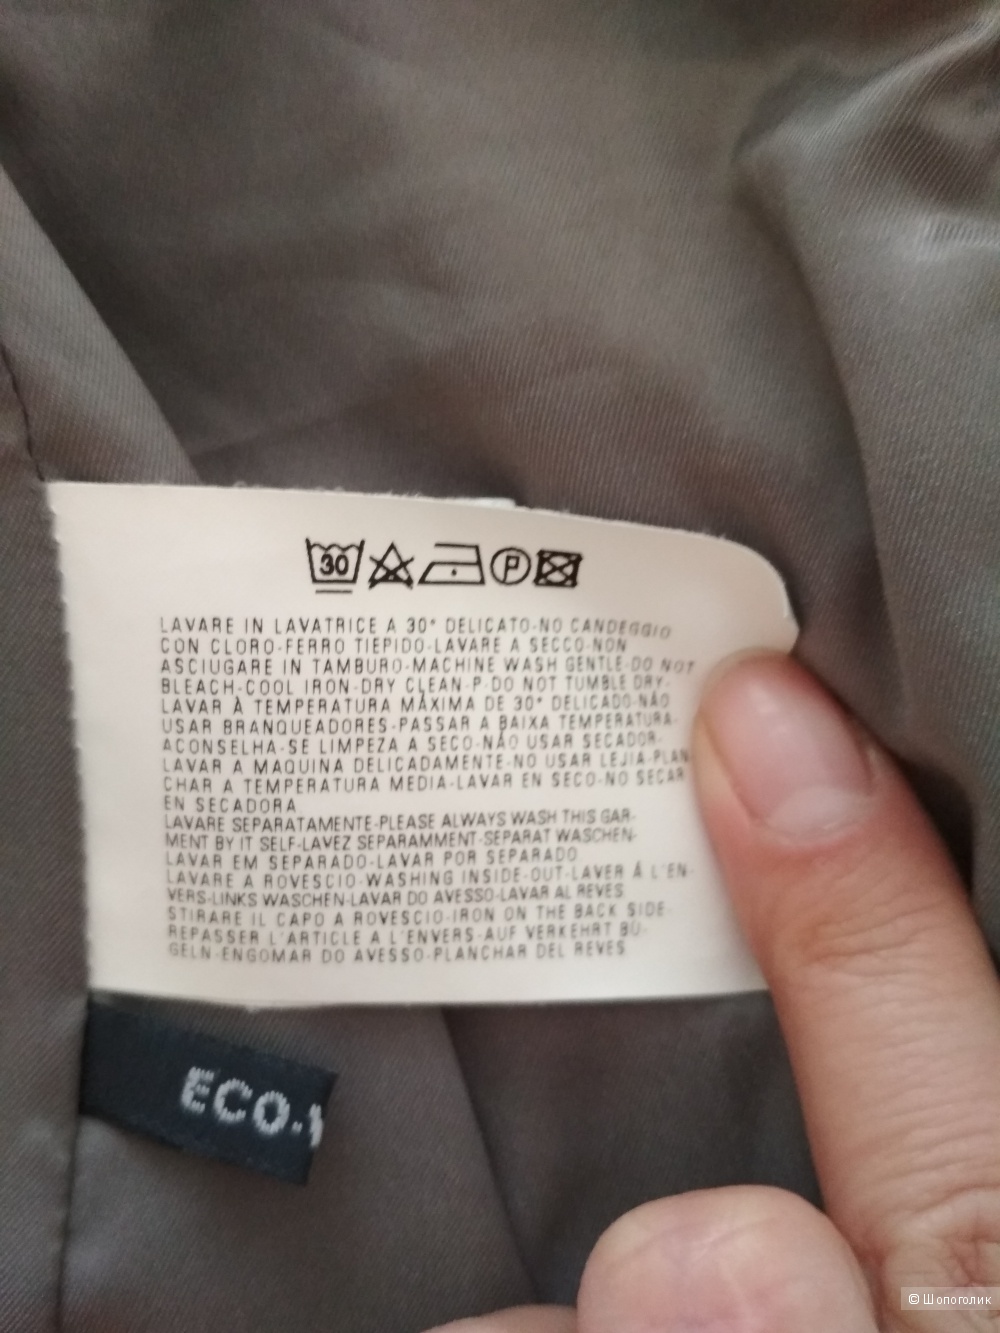 30
P
LAVARE IN LAVATRICE A 30° DELICATO-NO CANDEGGIO
CON CLORO-FERRO TIEPIDO-LAVARE A SECCO-NON
ASCIUGARE IN TAMBURO-MACHINE WASH GENTLE-DO NOT
BLEACH-COOL IRON-DRY CLEAN-P-DO NOT TUMBLE DRY-
LAVAR À TEMPERATURA MÁXIMA DE 30° DELICADO-NÃO
USAR BRANQUEADORES-PASSAR A BAIXA TEMPERATURA-
ACONSELHA-SE LIMPEZA A SECO-NÃO USAR SECADOR-
LAVAR A MAQUINA DELICADAMENTE-NO USAR LEJIA-PLAN
CHAR A TEMPERATURA MEDIA-LAVAR EN SECO-NO SECAR
EN SECADORA
LAVARE SEPARATAMENTE-PLEASE ALWAYS WASH THIS GAR-
MENT BY IT SELF-LAVEZ SEPARAMMENT-SEPARAT WASCHEN-
LAVAR EM SEPARADO-LAVAR POR SEPARADO
LAVARE A ROVESCIO-WASHING INSIDE-OUT-LAVER Á L'EN-
VERS-LINKS WASCHEN-LAVAR DO AVESSO-LAVAR AL REVES
STIRARE IL CAPO A ROVESCIO-IRON ON THE BACK SIDE-
REPASSER L'ARTICLE A L'ENVERS-AUF VERKEHRT BÜ-
GELN-ENGOMAR DO AVESSO-PLANCHAR DEL REVES
ECO-
© Шопоголик